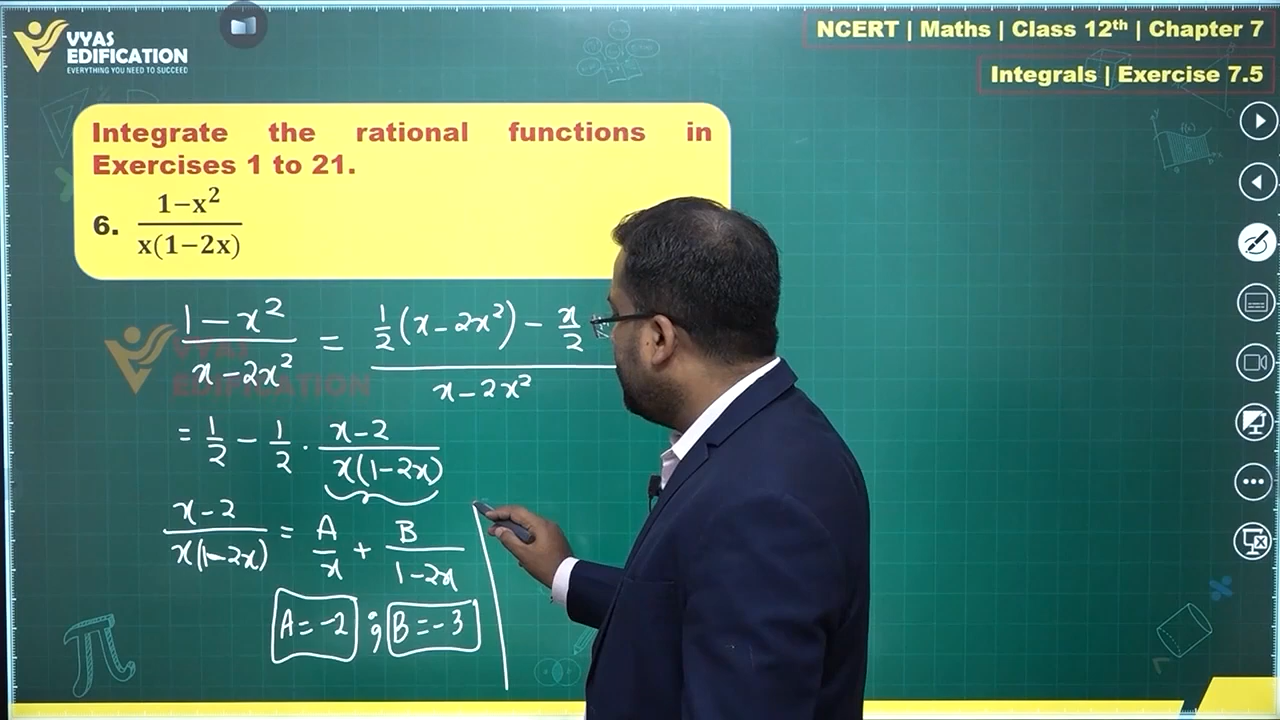 VYAS
EDIFICATION
EVERYTHING YOU NEED TO SUCCEED
NCERT | Maths | Class 12th | Chapter 7
Integrals | Exercise 7.5
Integrate the rational functions in
Exercises 1 to 21.
6. (1−x²)/(x(1−2x))
(1−x²)/(x−2x²) = (½(x−2x²) − x/2)/(x−2x²)
= ½ − ½ · (x−2)/(x(1−2x))
(x−2)/(x(1−2x)) = A/x + B/(1−2x)
A=−2 ; B=−3
VYAS
EDIFICATION